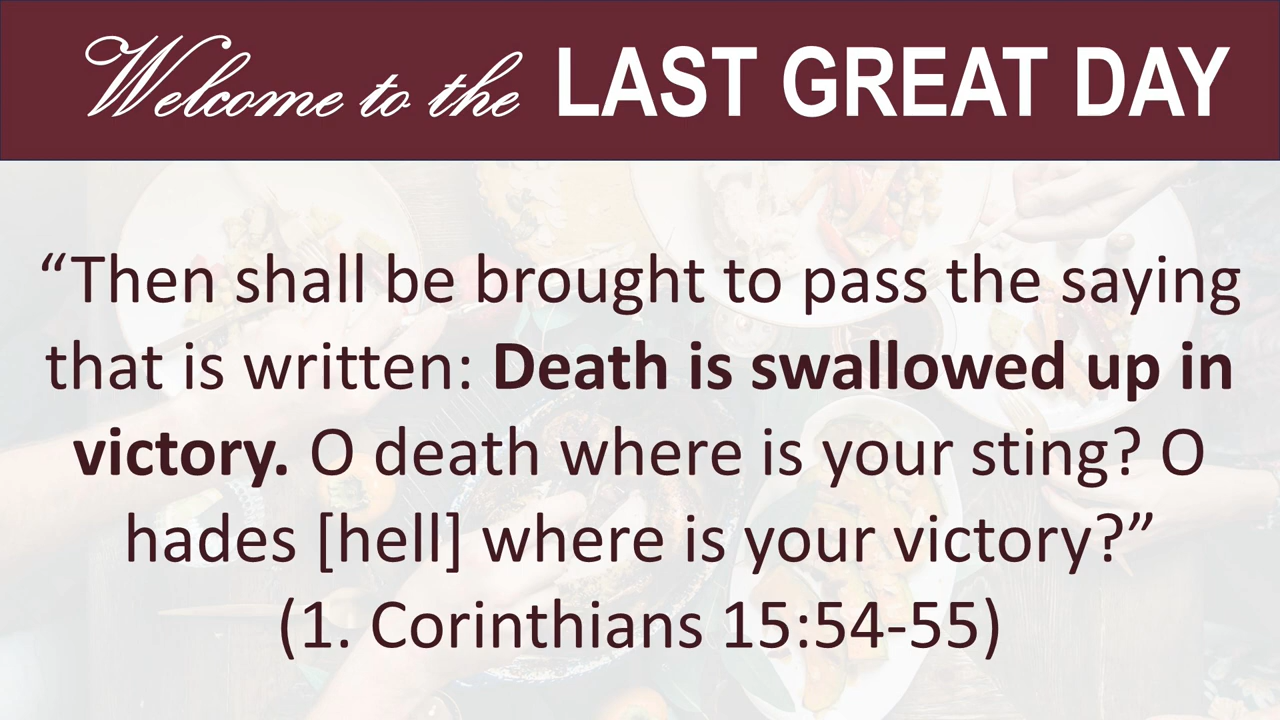 Welcome to the LAST GREAT DAY
“Then shall be brought to pass the saying
that is written: Death is swallowed up in
victory. O death where is your sting? O
hades [hell] where is your victory?”
(1. Corinthians 15:54-55)